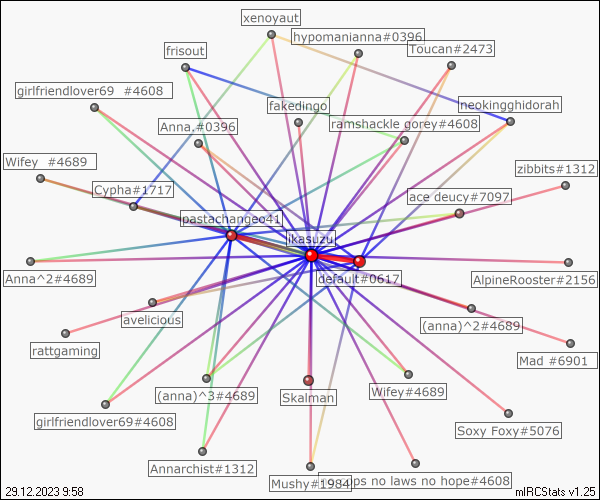 xenoyaut
hypomanianna#0396
frisout
Toucan#2473
girlfriendlover69 #4608
fakedingo
neokingghidorah
Anna.#0396
ramshackle gorey#4608
Wifey #4689
zibbits#1312
Cypha#1717
ace deucy#7097
pastachangeo41
ikasuzu
Anna^2#4689
default#0617
AlpineRooster#2156
avelicious
(anna)^2#4689
rattgaming
Mad #6901
(anna)^3#4689
Skalman
Wifey#4689
girlfriendlover69#4608
Soxy Foxy#5076
Annarchist#1312
Mushy#1984
no laws no hope#4608
29.12.2023 9:58
mIRCStats v1.25